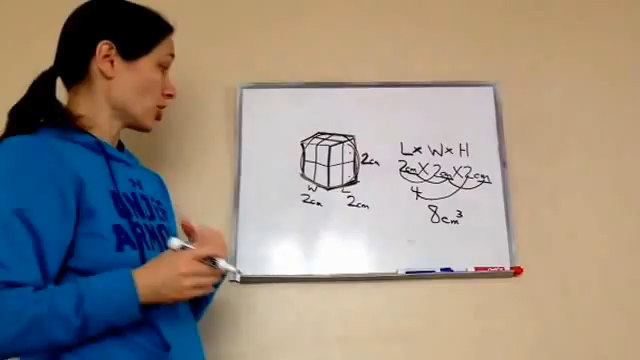 L x W x H
2cm X 2cm X 2cm
4
8cm³
2cm
W
L
2cm
2cm
UNDER
ARMOUR